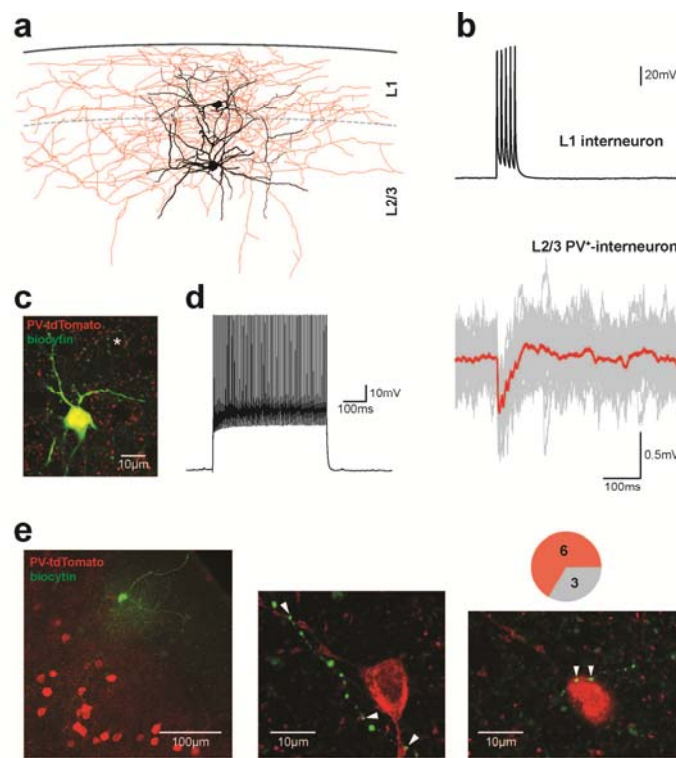 a
L1
L2/3
b
20mV
L1 interneuron
L2/3 PV⁺-interneuron
0.5mV
100ms
c
PV-tdTomato
biocytin
*
10µm
d
10mV
100ms
e
PV-tdTomato
biocytin
100µm
10µm
6
3
10µm